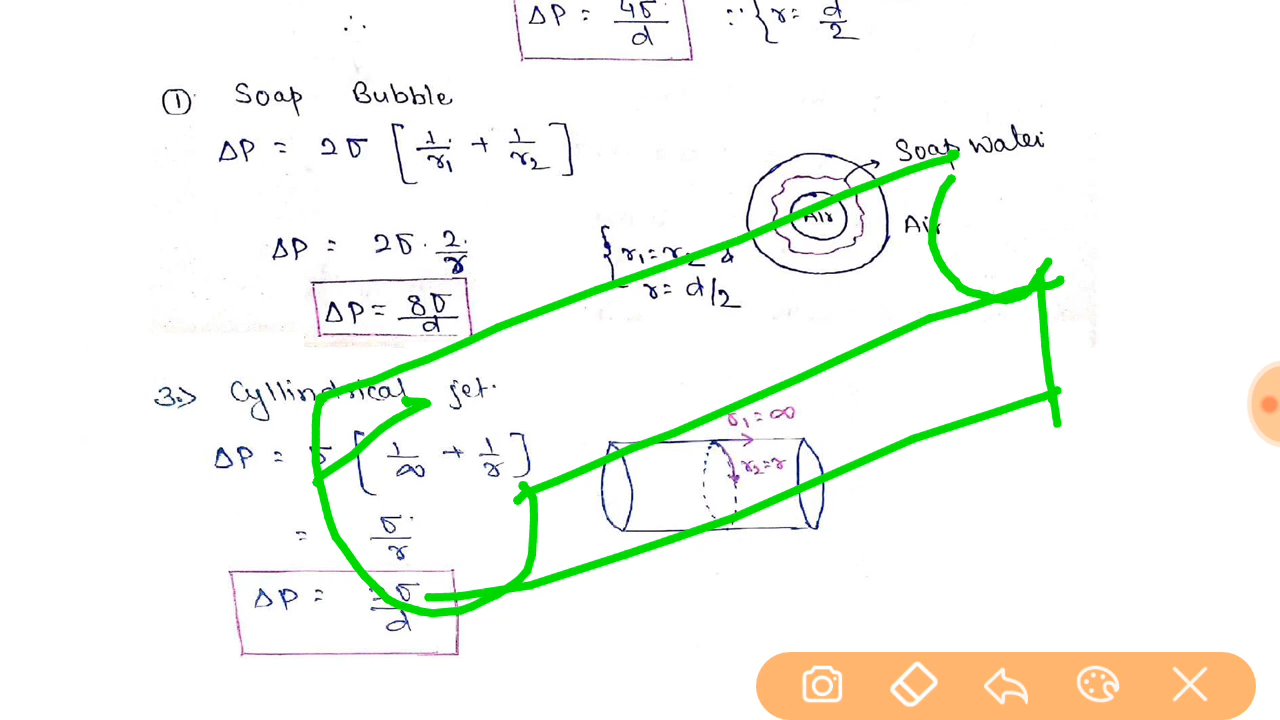 ∴ ΔP = 4σ/d ∵ { r = d/2
① Soap Bubble
ΔP = 2σ [ 1/r₁ + 1/r₂ ]
Soap Water
Air
Air
ΔP = 2σ · 2/r
{ r₁ = r₂ &
r = d/2
ΔP = 8σ/d
3.) Cyllindrical jet.
r₁ = ∞
ΔP = σ [ 1/∞ + 1/r ]
r₂ = r
= σ/r
ΔP = 2σ/d